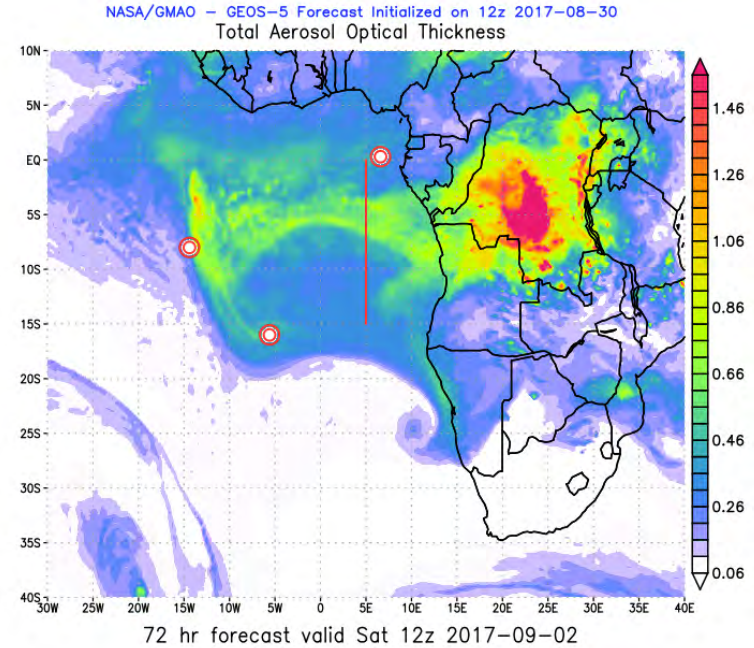 NASA/GMAO - GEOS-5 Forecast Initialized on 12z 2017-08-30
Total Aerosol Optical Thickness
10N
5N
EQ
5S
10S
15S
20S
25S
30S
35S
40S
30W 25W 20W 15W 10W 5W 0 5E 10E 15E 20E 25E 30E 35E 40E
1.46
1.26
1.06
0.86
0.66
0.46
0.26
0.06
72 hr forecast valid Sat 12z 2017-09-02